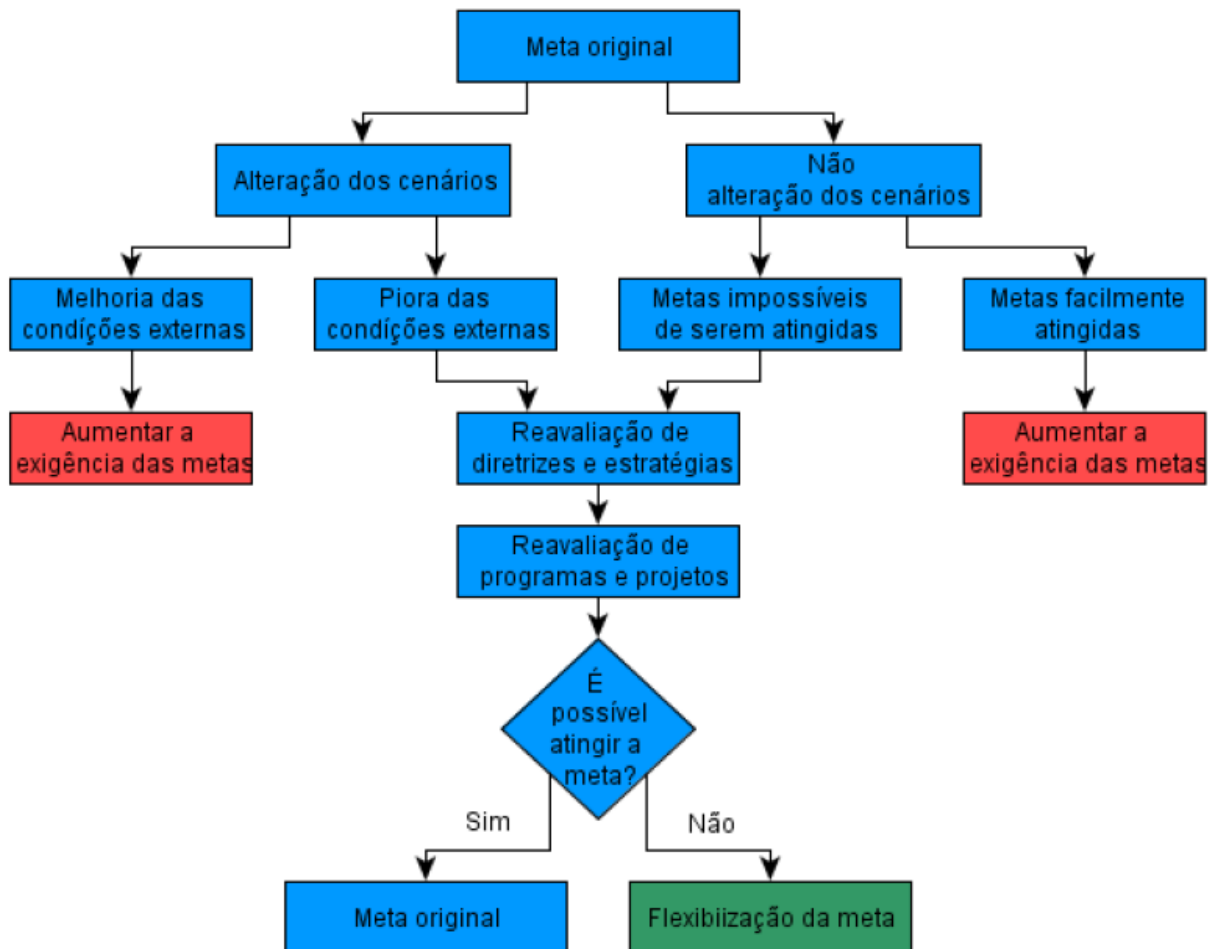 Meta original
Alteração dos cenários
Não
alteração dos cenários
Melhoria das
condíções externas
Piora das
condíções externas
Metas impossíveis
de serem atingidas
Metas facilmente
atingidas
Aumentar a
exigência das metas
Reavaliação de
diretrizes e estratégias
Aumentar a
exigência das metas
Reavaliação de
programas e projetos
É
possível
atingir a
meta?
Sim
Não
Meta original
Flexibiização da meta